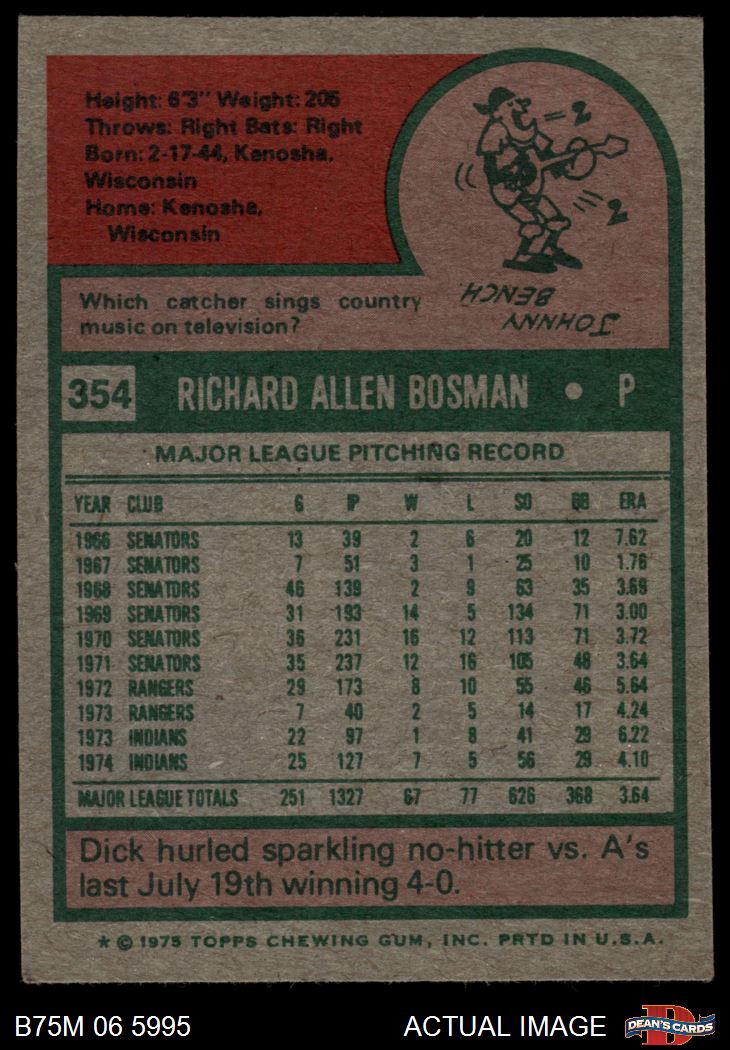 Height: 6'3" Weight: 205
Throws: Right Bats: Right
Born: 2-17-44, Kenosha,
Wisconsin
Home: Kenosha,
Wisconsin
2
2
JOHNNY
BENCH.
Which catcher sings country
music on television?
354 RICHARD ALLEN BOSMAN • P
MAJOR LEAGUE PITCHING RECORD
YEAR CLUB G IP W L SO BB ERA
1966 SENATORS 13 39 2 6 20 12 7.62
1967 SENATORS 7 51 3 1 25 10 1.76
1968 SENATORS 46 139 2 9 63 35 3.69
1969 SENATORS 31 193 14 5 134 71 3.00
1970 SENATORS 36 231 16 12 113 71 3.72
1971 SENATORS 35 237 12 16 105 48 3.64
1972 RANGERS 29 173 8 10 55 46 5.64
1973 RANGERS 7 40 2 5 14 17 4.24
1973 INDIANS 22 97 1 8 41 29 6.22
1974 INDIANS 25 127 7 5 56 29 4.10
MAJOR LEAGUE TOTALS 251 1327 67 77 626 368 3.64
Dick hurled sparkling no-hitter vs. A's
last July 19th winning 4-0.
* © 1975 TOPPS CHEWING GUM, INC. PRTD IN U.S.A.
B75M 06 5995 ACTUAL IMAGE
D
DEAN'S CARDS